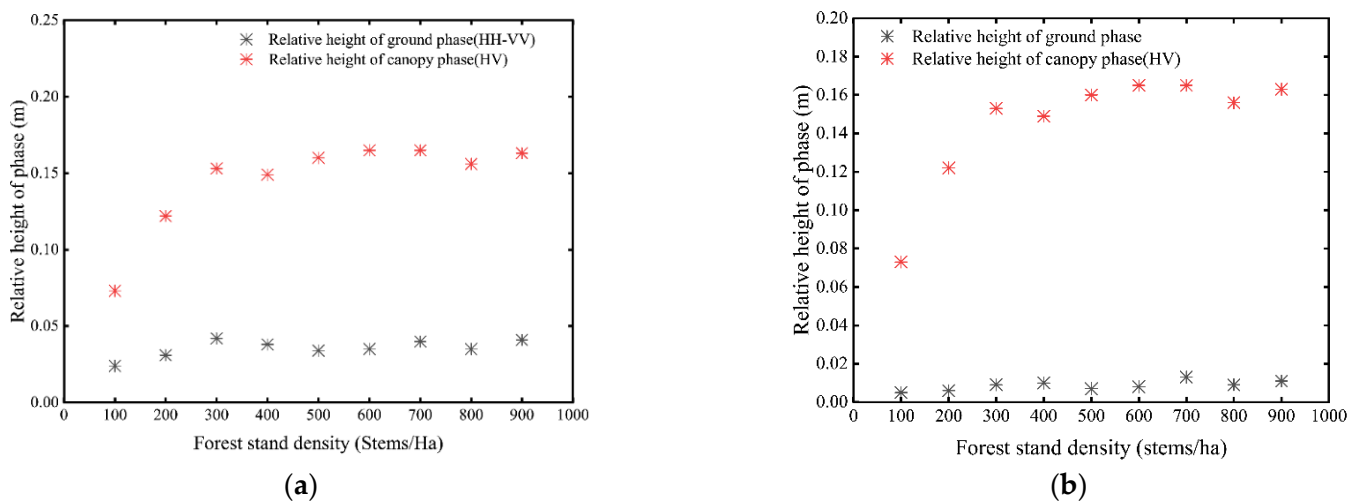 0.25
0.20
0.15
0.10
0.05
0.00
Relative height of phase (m)
Relative height of ground phase(HH-VV)
Relative height of canopy phase(HV)
0 100 200 300 400 500 600 700 800 900 1000
Forest stand density (Stems/Ha)
(a)
0.20
0.18
0.16
0.14
0.12
0.10
0.08
0.06
0.04
0.02
0.00
Relative height of phase (m)
Relative height of ground phase
Relative height of canopy phase(HV)
0 100 200 300 400 500 600 700 800 900 1000
Forest stand density (stems/ha)
(b)